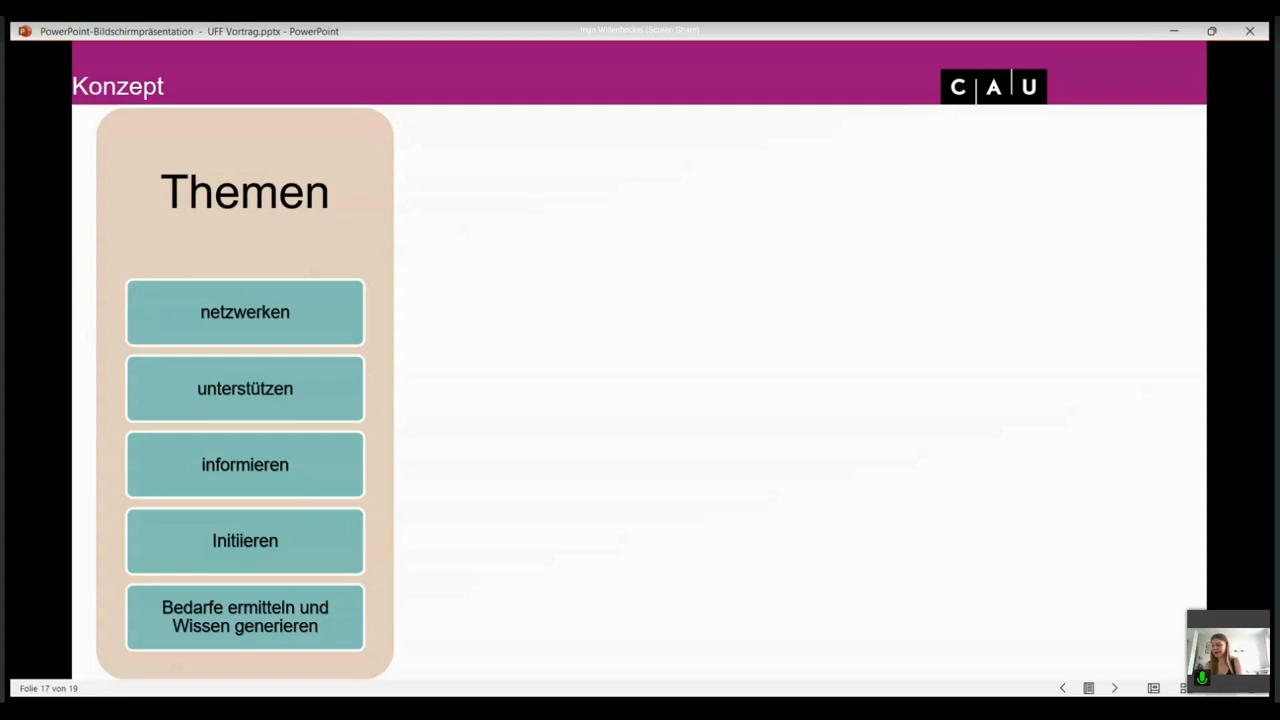 PowerPoint-Bildschirmpräsentation - UFF Vortrag.pptx - PowerPoint
Konzept
CAU
Themen
netzwerken
unterstützen
informieren
Initiieren
Bedarfe ermitteln und
Wissen generieren
Folie 17 von 19